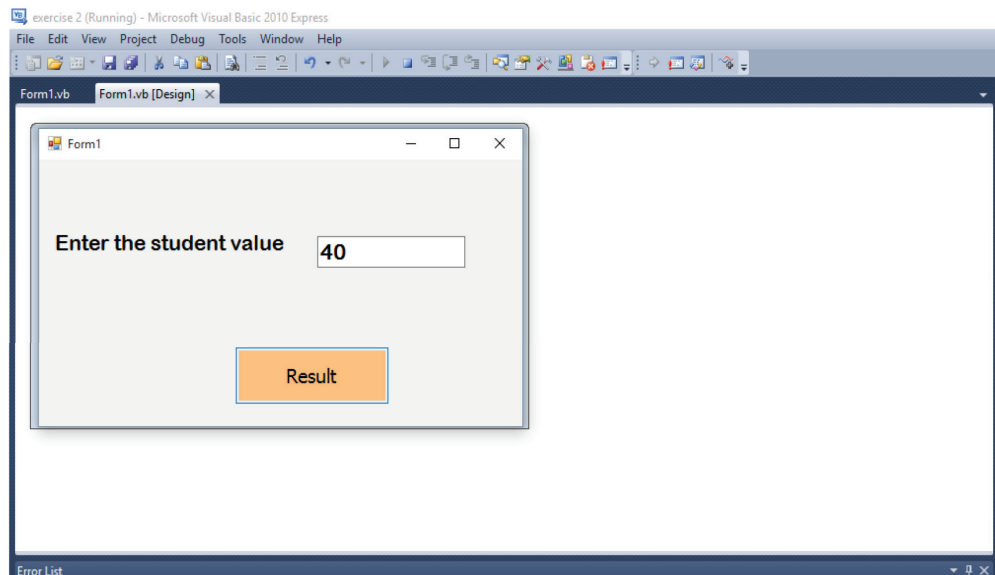 exercise 2 (Running) - Microsoft Visual Basic 2010 Express
File Edit View Project Debug Tools Window Help
Form1.vb Form1.vb [Design]
Form1
Enter the student value 40
Result
Error List